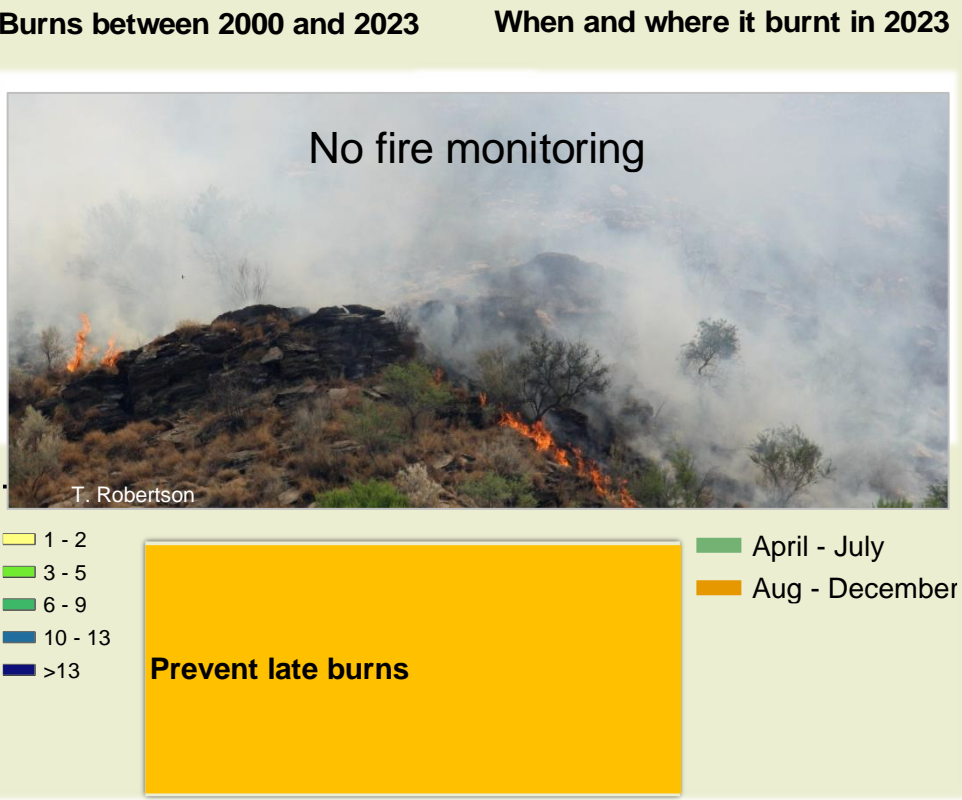 Burns between 2000 and 2023
When and where it burnt in 2023
No fire monitoring
T. Robertson
1 - 2
3 - 5
6 - 9
10 - 13
>13
Prevent late burns
April - July
Aug - December